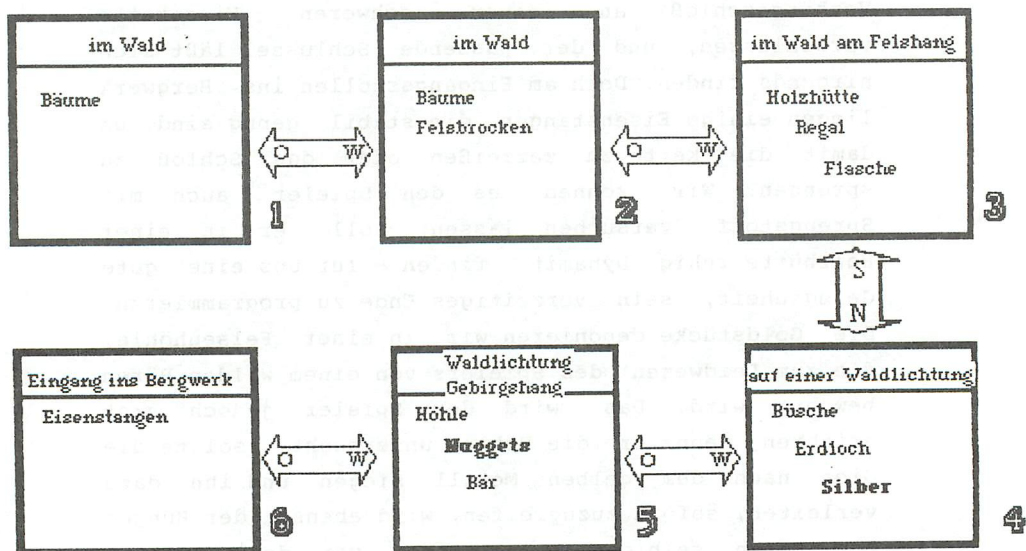 im Wald
Bäume
O W
1
im Wald
Bäume
Felsbrocken
O W
2
im Wald am Felshang
Holzhütte
Regal
Flasche
3
S
N
Eingang ins Bergwerk
Eisenstangen
O W
6
Waldlichtung
Gebirgshang
Höhle
Nuggets
Bär
O W
5
auf einer Waldlichtung
Büsche
Erdloch
Silber
4